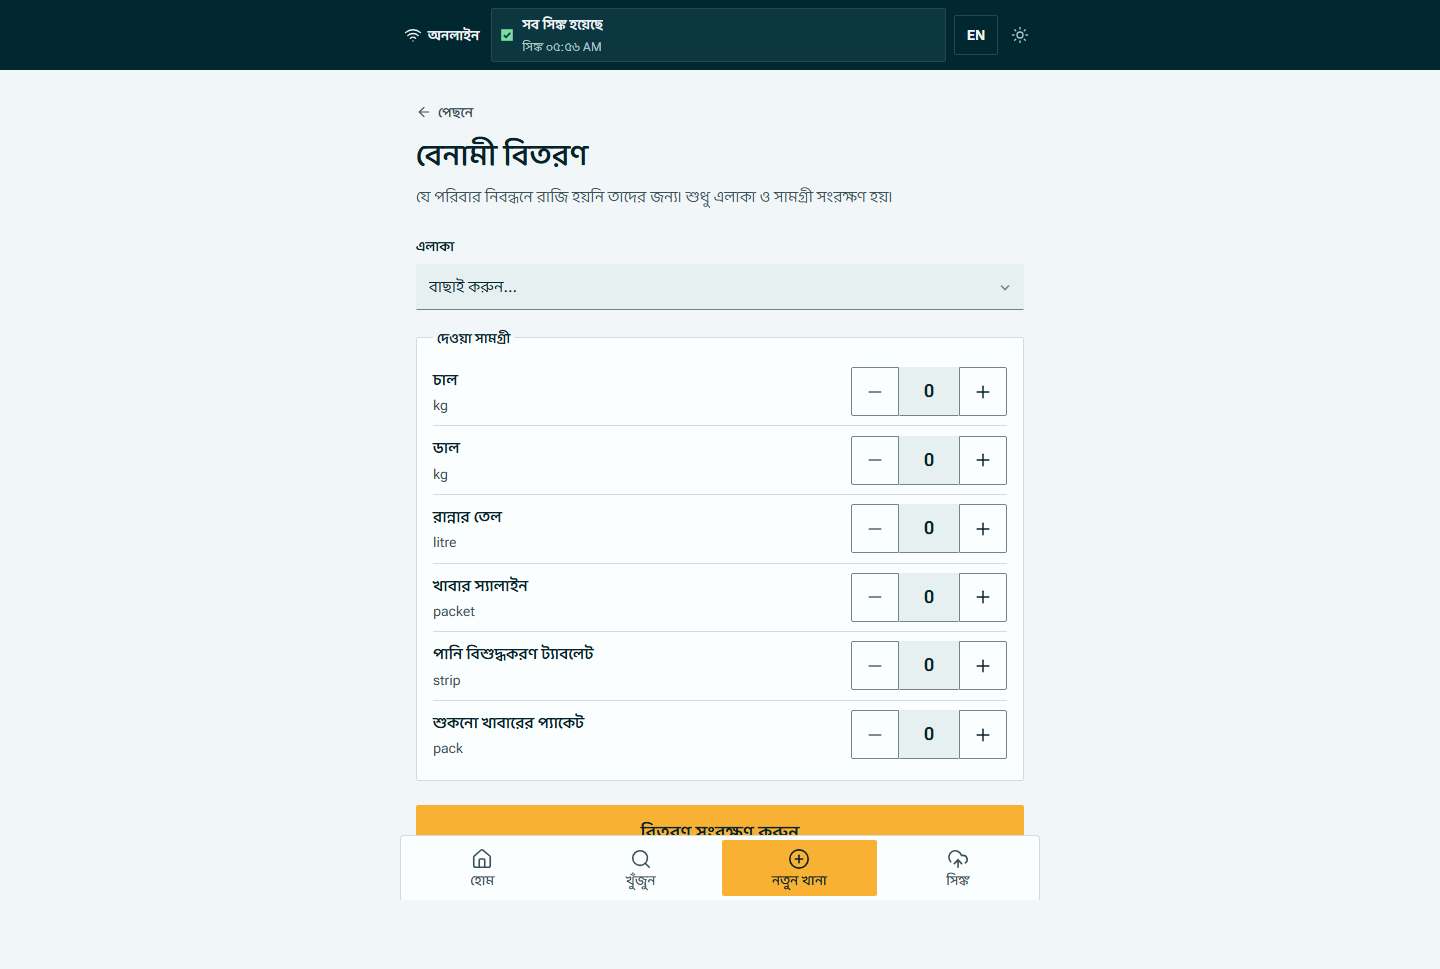 অনলাইন
সব সিঙ্ক হয়েছে
সিঙ্ক ০৫:৫৬ AM
EN
পেছনে
বেনামী বিতরণ
যে পরিবার নিবন্ধনে রাজি হয়নি তাদের জন্য। শুধু এলাকা ও সামগ্রী সংরক্ষণ হয়।
এলাকা
বাছাই করুন...
দেওয়া সামগ্রী
চাল
kg
0
ডাল
kg
0
রান্নার তেল
litre
0
খাবার স্যালাইন
packet
0
পানি বিশুদ্ধকরণ ট্যাবলেট
strip
0
শুকনো খাবারের প্যাকেট
pack
0
বিতরণ সংরক্ষণ করুন
হোম
খুঁজুন
নতুন খানা
সিঙ্ক